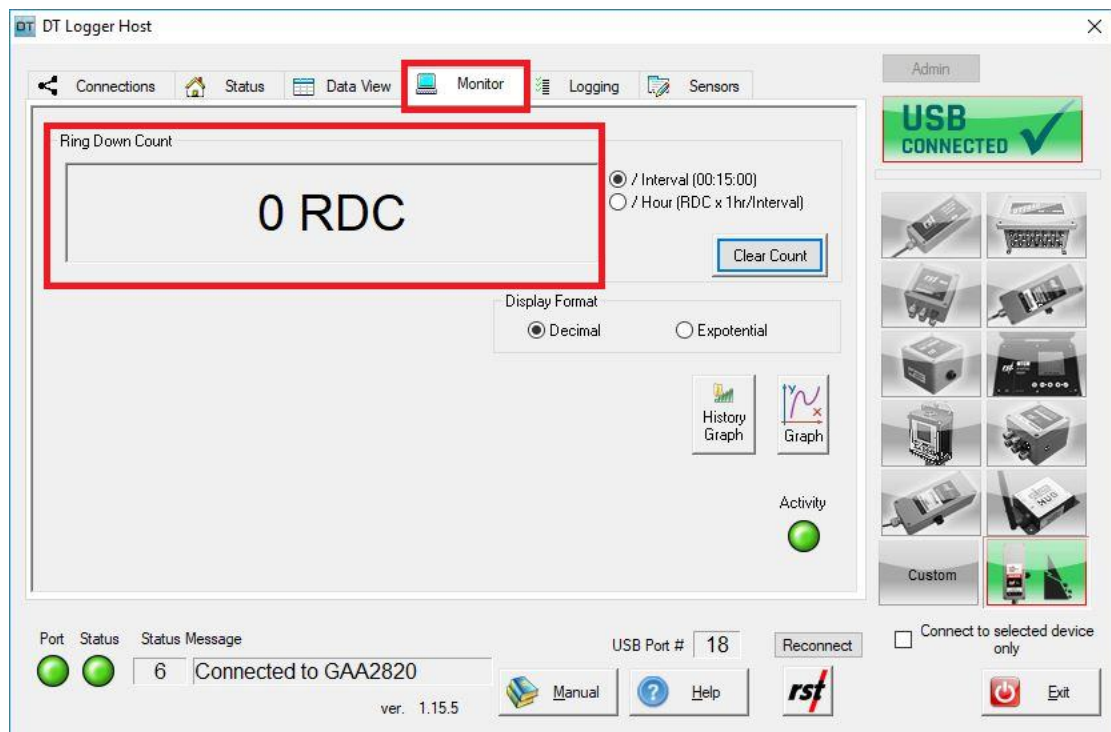 DT DT Logger Host
Admin
Connections Status Data View Monitor Logging Sensors
USB
CONNECTED
Ring Down Count
0 RDC
/ Interval (00:15:00)
/ Hour (RDC x 1hr/Interval)
Clear Count
Display Format
Decimal Expotential
History
Graph
Graph
Activity
Custom
Port Status Status Message
6 Connected to GAA2820
USB Port # 18
Reconnect
Connect to selected device
only
ver. 1.15.5
Manual
Help
rst
Exit